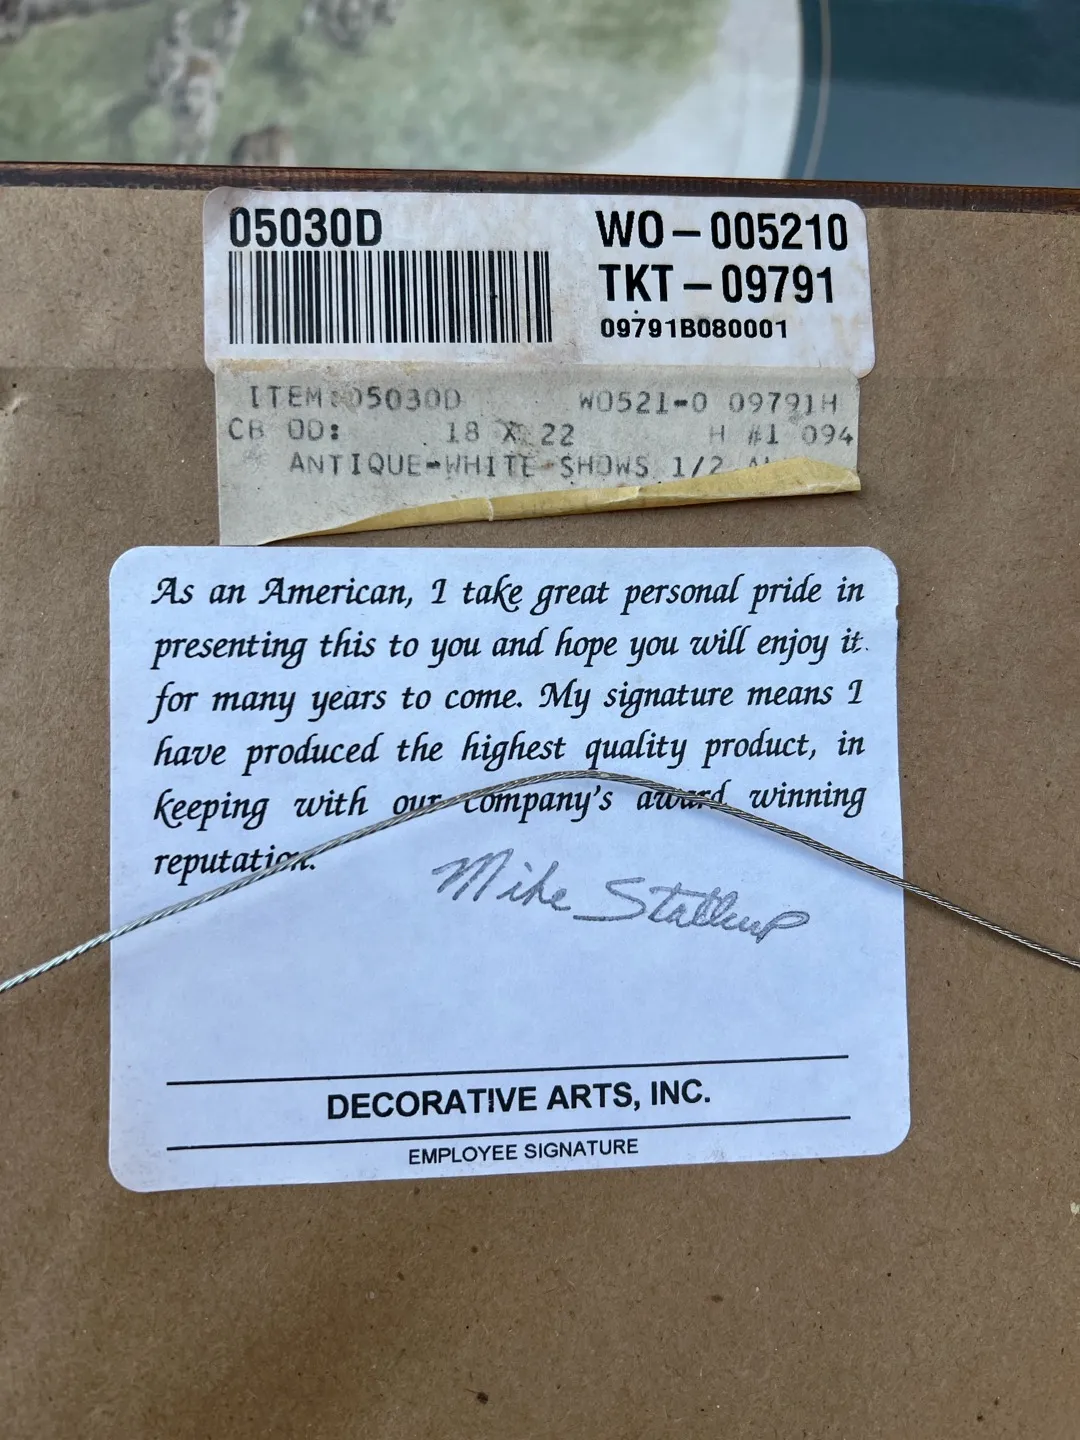 05030D
WO-005210
TKT-09791
09791B080001
ITEM:05030D WO521-0 09791H
CB OD: 18 X 22 H #1 094
ANTIQUE-WHITE SHOWS 1/2
As an American, I take great personal pride in
presenting this to you and hope you will enjoy it
for many years to come. My signature means I
have produced the highest quality product, in
keeping with our company's award winning
reputation.
Mike Stallcup
DECORATIVE ARTS, INC.
EMPLOYEE SIGNATURE